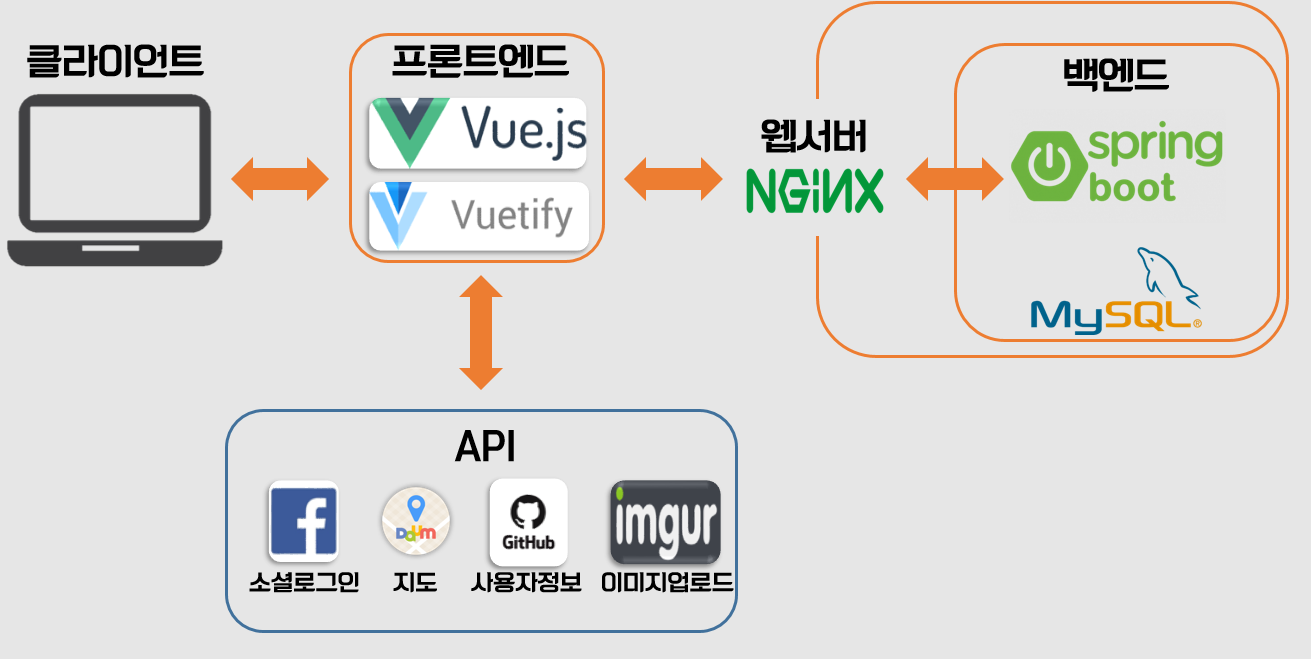 클라이언트
프론트엔드
Vue.js
Vuetify
웹서버
NGiNX
백엔드
spring
boot
MySQL®
API
소셜로그인
Daum
지도
GitHub
사용자정보
imgur
이미지업로드